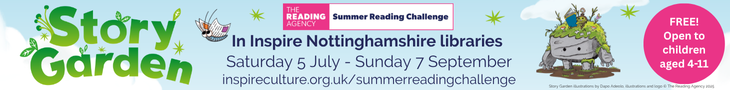 Story
Garden
THE
READING
AGENCY
Summer Reading Challenge
In Inspire Nottinghamshire libraries
Saturday 5 July - Sunday 7 September
inspireculture.org.uk/summerreadingchallenge
FREE!
Open to
children
aged 4-11
Story Garden illustrations by Dapo Adeola. Illustrations and logo © The Reading Agency 2025